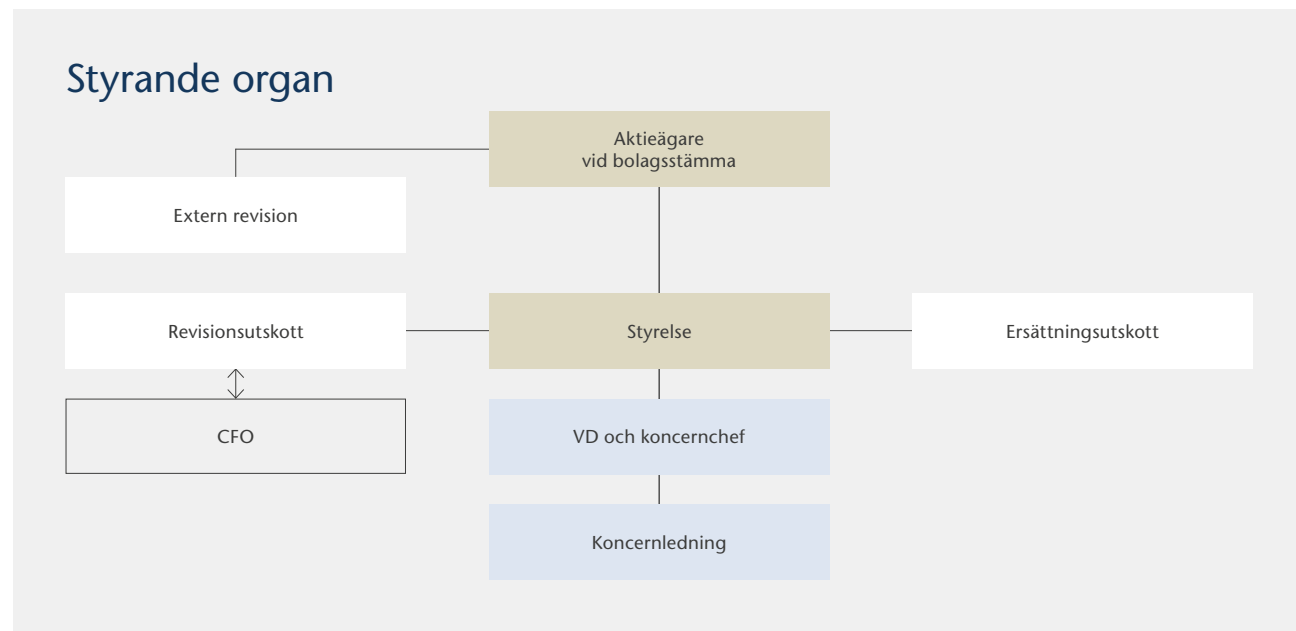 Styrande organ
Aktieägare
vid bolagsstämma
Extern revision
Revisionsutskott
Styrelse
Ersättningsutskott
CFO
VD och koncernchef
Koncernledning